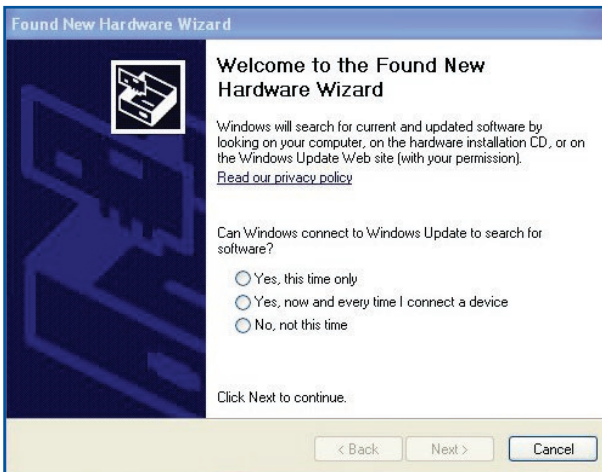 Found New Hardware Wizard
Welcome to the Found New
Hardware Wizard
Windows will search for current and updated software by
looking on your computer, on the hardware installation CD, or on
the Windows Update Web site (with your permission).
Read our privacy policy
Can Windows connect to Windows Update to search for
software?
Yes, this time only
Yes, now and every time I connect a device
No, not this time
Click Next to continue.
< Back
Next >
Cancel